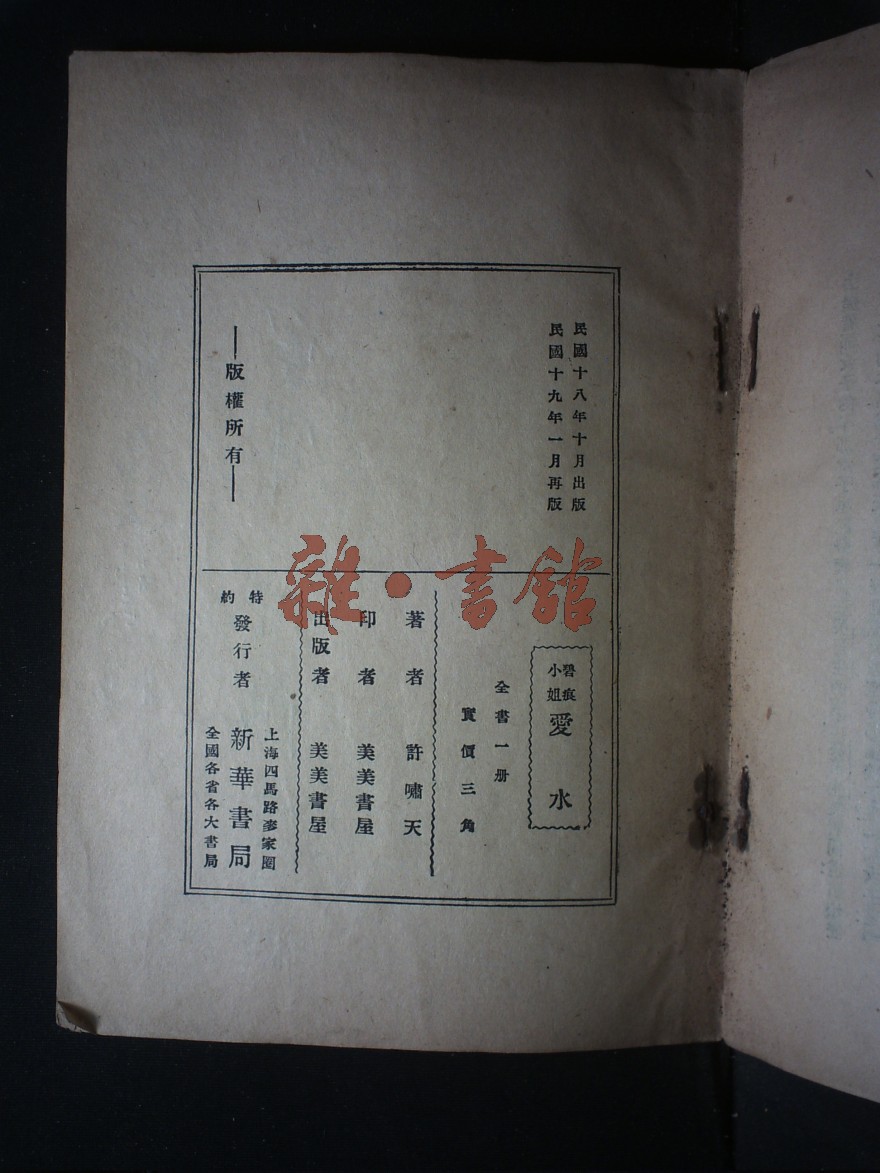 民國十八年十月出版
民國十九年一月再版
——版權所有——
碧痕
小姐
愛水
全書一册
實價三角
著者 許嘯天
印者 美美書屋
出版者 美美書屋
特約
發行者
上海四馬路麥家圈
新華書局
全國各省各大書局
雜·書館